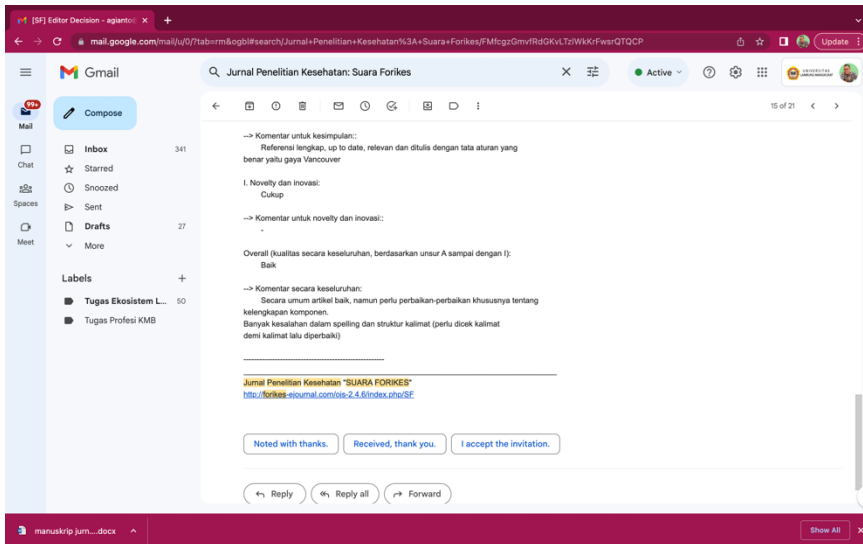 [SF] Editor Decision - agianto@
mail.google.com/mail/u/0/?tab=rm&ogbl#search/Jurnal+Penelitian+Kesehatan%3A+Suara+Forikes/FMfcgzGmvfRdGKvLTzlWkKrFwsrQTQCP
Update
Gmail
Jurnal Penelitian Kesehatan: Suara Forikes
Active
UNIVERSITAS
LAMBUNG MANGKURAT
99+
Mail
Chat
Spaces
Meet
Compose
Inbox 341
Starred
Snoozed
Sent
Drafts 27
More
Labels
Tugas Ekosistem L... 50
Tugas Profesi KMB
15 of 21
--> Komentar untuk kesimpulan::
Referensi lengkap, up to date, relevan dan ditulis dengan tata aturan yang
benar yaitu gaya Vancouver
I. Novelty dan inovasi:
Cukup
--> Komentar untuk novelty dan inovasi::
-
Overall (kualitas secara keseluruhan, berdasarkan unsur A sampai dengan I):
Baik
--> Komentar secara keseluruhan:
Secara umum artikel baik, namun perlu perbaikan-perbaikan khususnya tentang
kelengkapan komponen.
Banyak kesalahan dalam spelling dan struktur kalimat (perlu dicek kalimat
demi kalimat lalu diperbaiki)
------------------------------------------------------
________________________________________________________________________
Jurnal Penelitian Kesehatan "SUARA FORIKES"
http://forikes-ejournal.com/ojs-2.4.6/index.php/SF
Noted with thanks.
Received, thank you.
I accept the invitation.
Reply
Reply all
Forward
manuskrip jurn....docx
Show All